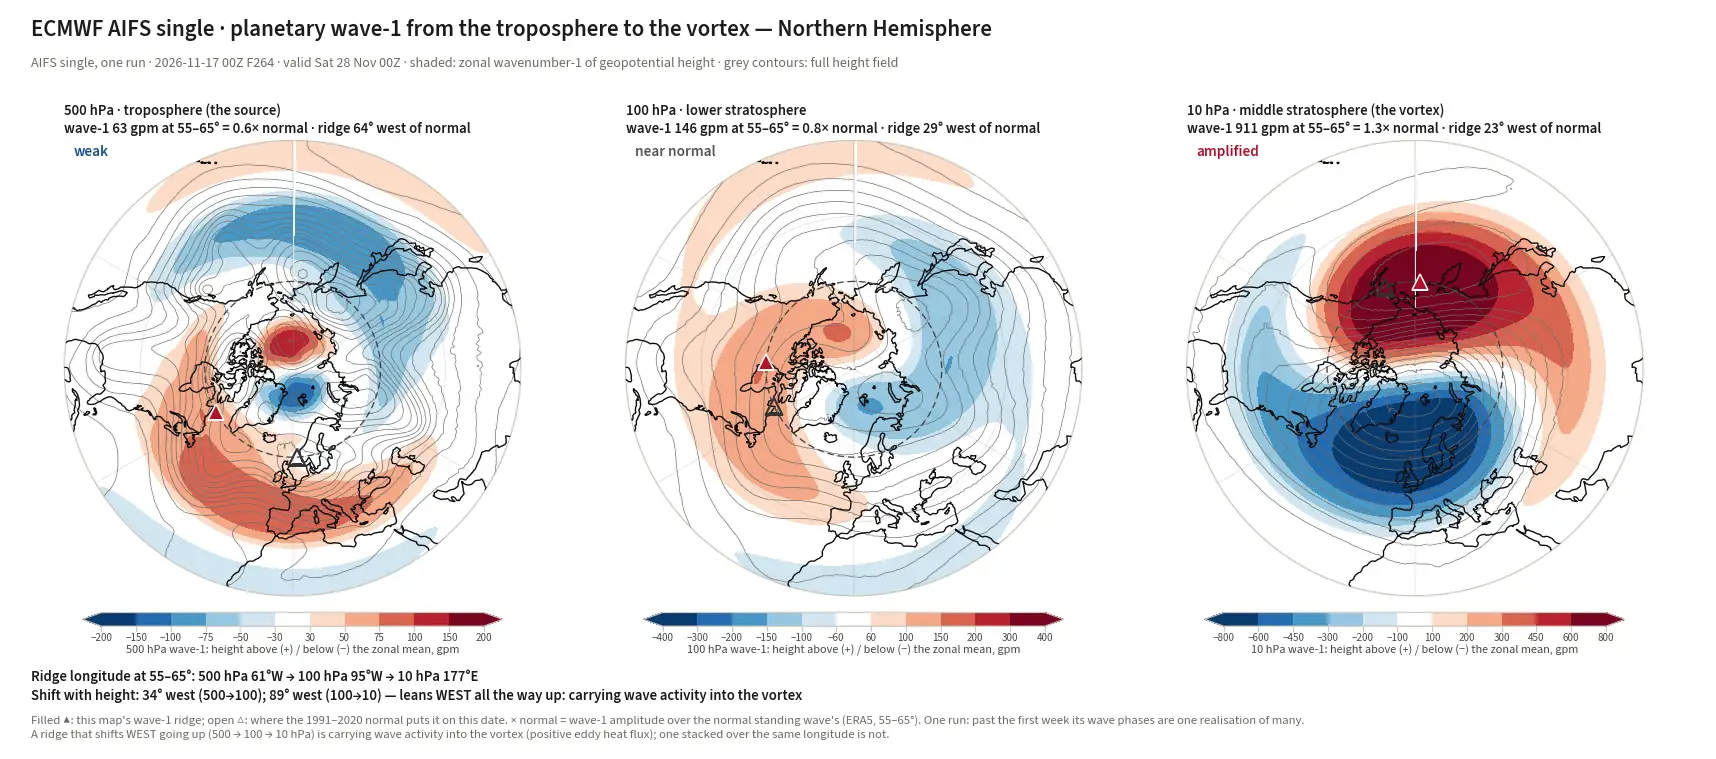 ECMWF AIFS single · planetary wave-1 from the troposphere to the vortex — Northern Hemisphere
AIFS single, one run · 2026-11-17 00Z F264 · valid Sat 28 Nov 00Z · shaded: zonal wavenumber-1 of geopotential height · grey contours: full height field
500 hPa · troposphere (the source)
wave-1 63 gpm at 55–65° = 0.6× normal · ridge 64° west of normal
weak
100 hPa · lower stratosphere
wave-1 146 gpm at 55–65° = 0.8× normal · ridge 29° west of normal
near normal
10 hPa · middle stratosphere (the vortex)
wave-1 911 gpm at 55–65° = 1.3× normal · ridge 23° west of normal
amplified
−200 −150 −100 −75 −50 −30 30 50 75 100 150 200
500 hPa wave-1: height above (+) / below (−) the zonal mean, gpm
−400 −300 −200 −150 −100 −60 60 100 150 200 300 400
100 hPa wave-1: height above (+) / below (−) the zonal mean, gpm
−800 −600 −450 −300 −200 −100 100 200 300 450 600 800
10 hPa wave-1: height above (+) / below (−) the zonal mean, gpm
Ridge longitude at 55–65°: 500 hPa 61°W → 100 hPa 95°W → 10 hPa 177°E
Shift with height: 34° west (500→100); 89° west (100→10) — leans WEST all the way up: carrying wave activity into the vortex
Filled ▲: this map's wave-1 ridge; open △: where the 1991–2020 normal puts it on this date. × normal = wave-1 amplitude over the normal standing wave's (ERA5, 55–65°). One run: past the first week its wave phases are one realisation of many.
A ridge that shifts WEST going up (500 → 100 → 10 hPa) is carrying wave activity into the vortex (positive eddy heat flux); one stacked over the same longitude is not.